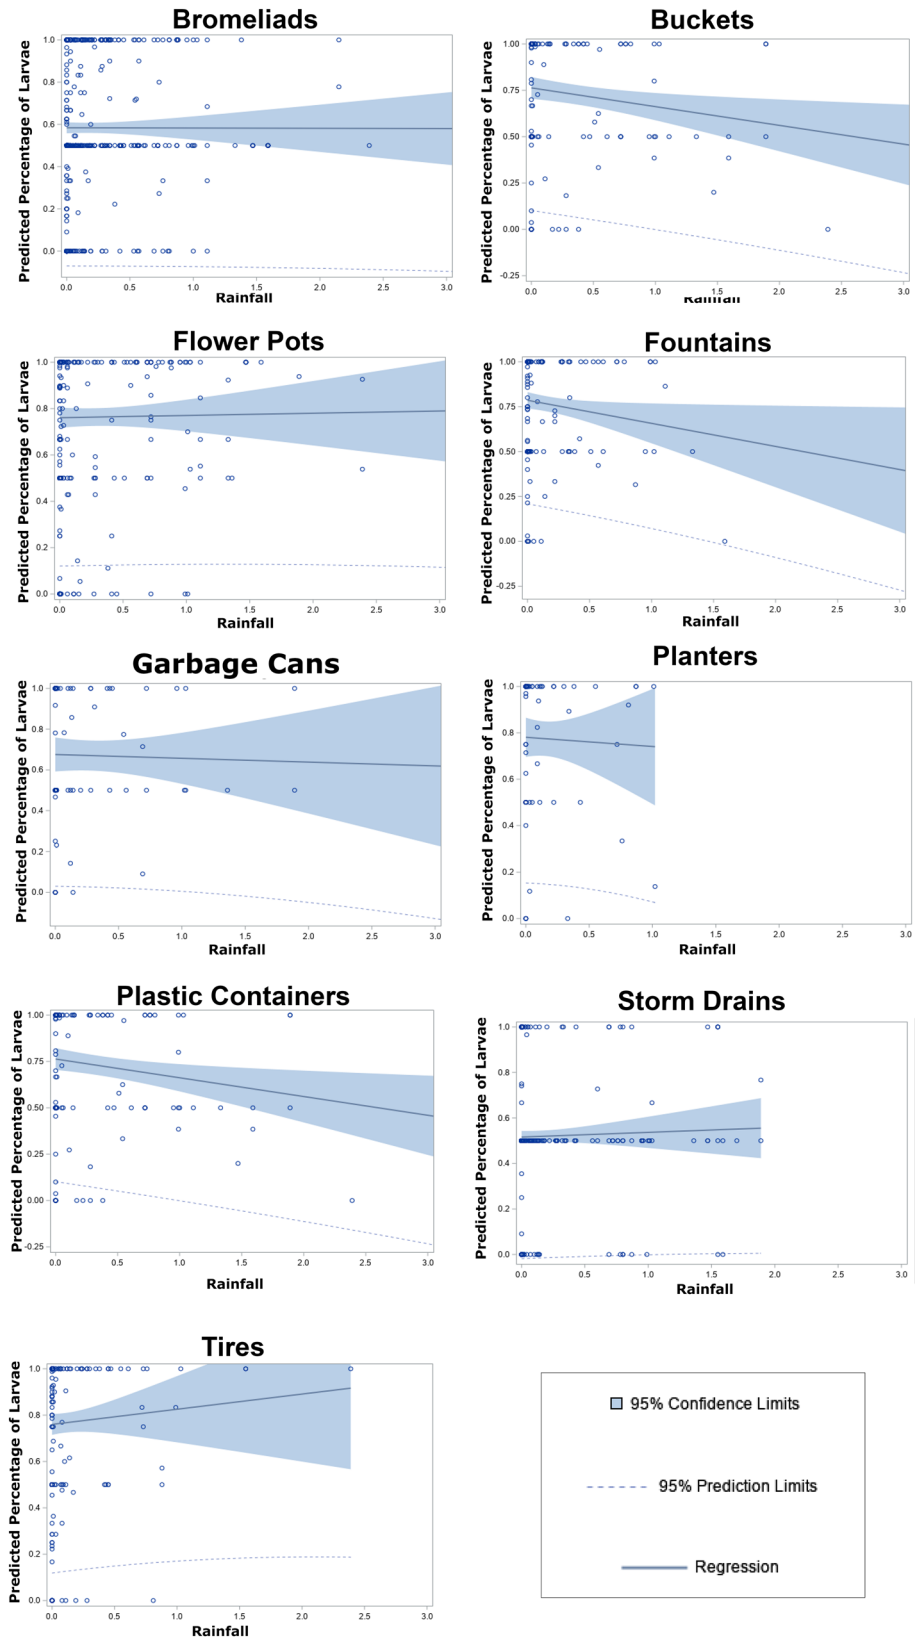 Bromeliads
Buckets
Predicted Percentage of Larvae
1.0
0.8
0.6
0.4
0.2
0.0
0.0 0.5 1.0 1.5 2.0 2.5 3.0
Rainfall
Predicted Percentage of Larvae
1.00
0.75
0.50
0.25
0.00
-0.25
0.0 0.5 1.0 1.5 2.0 2.5 3.0
Rainfall
Flower Pots
Fountains
Predicted Percentage of Larvae
1.0
0.8
0.6
0.4
0.2
0.0
0.0 0.5 1.0 1.5 2.0 2.5 3.0
Rainfall
Predicted Percentage of Larvae
1.00
0.75
0.50
0.25
0.00
-0.25
0.0 0.5 1.0 1.5 2.0 2.5 3.0
Rainfall
Garbage Cans
Planters
Predicted Percentage of Larvae
1.0
0.8
0.6
0.4
0.2
0.0
0.0 0.5 1.0 1.5 2.0 2.5 3.0
Rainfall
Predicted Percentage of Larvae
1.0
0.8
0.6
0.4
0.2
0.0
0.0 0.5 1.0 1.5 2.0 2.5 3.0
Rainfall
Plastic Containers
Storm Drains
Predicted Percentage of Larvae
1.00
0.75
0.50
0.25
0.00
-0.25
0.0 0.5 1.0 1.5 2.0 2.5 3.0
Rainfall
Predicted Percentage of Larvae
1.0
0.8
0.6
0.4
0.2
0.0
0.0 0.5 1.0 1.5 2.0 2.5 3.0
Rainfall
Tires
Predicted Percentage of Larvae
1.0
0.8
0.6
0.4
0.2
0.0
0.0 0.5 1.0 1.5 2.0 2.5 3.0
Rainfall
95% Confidence Limits
95% Prediction Limits
Regression